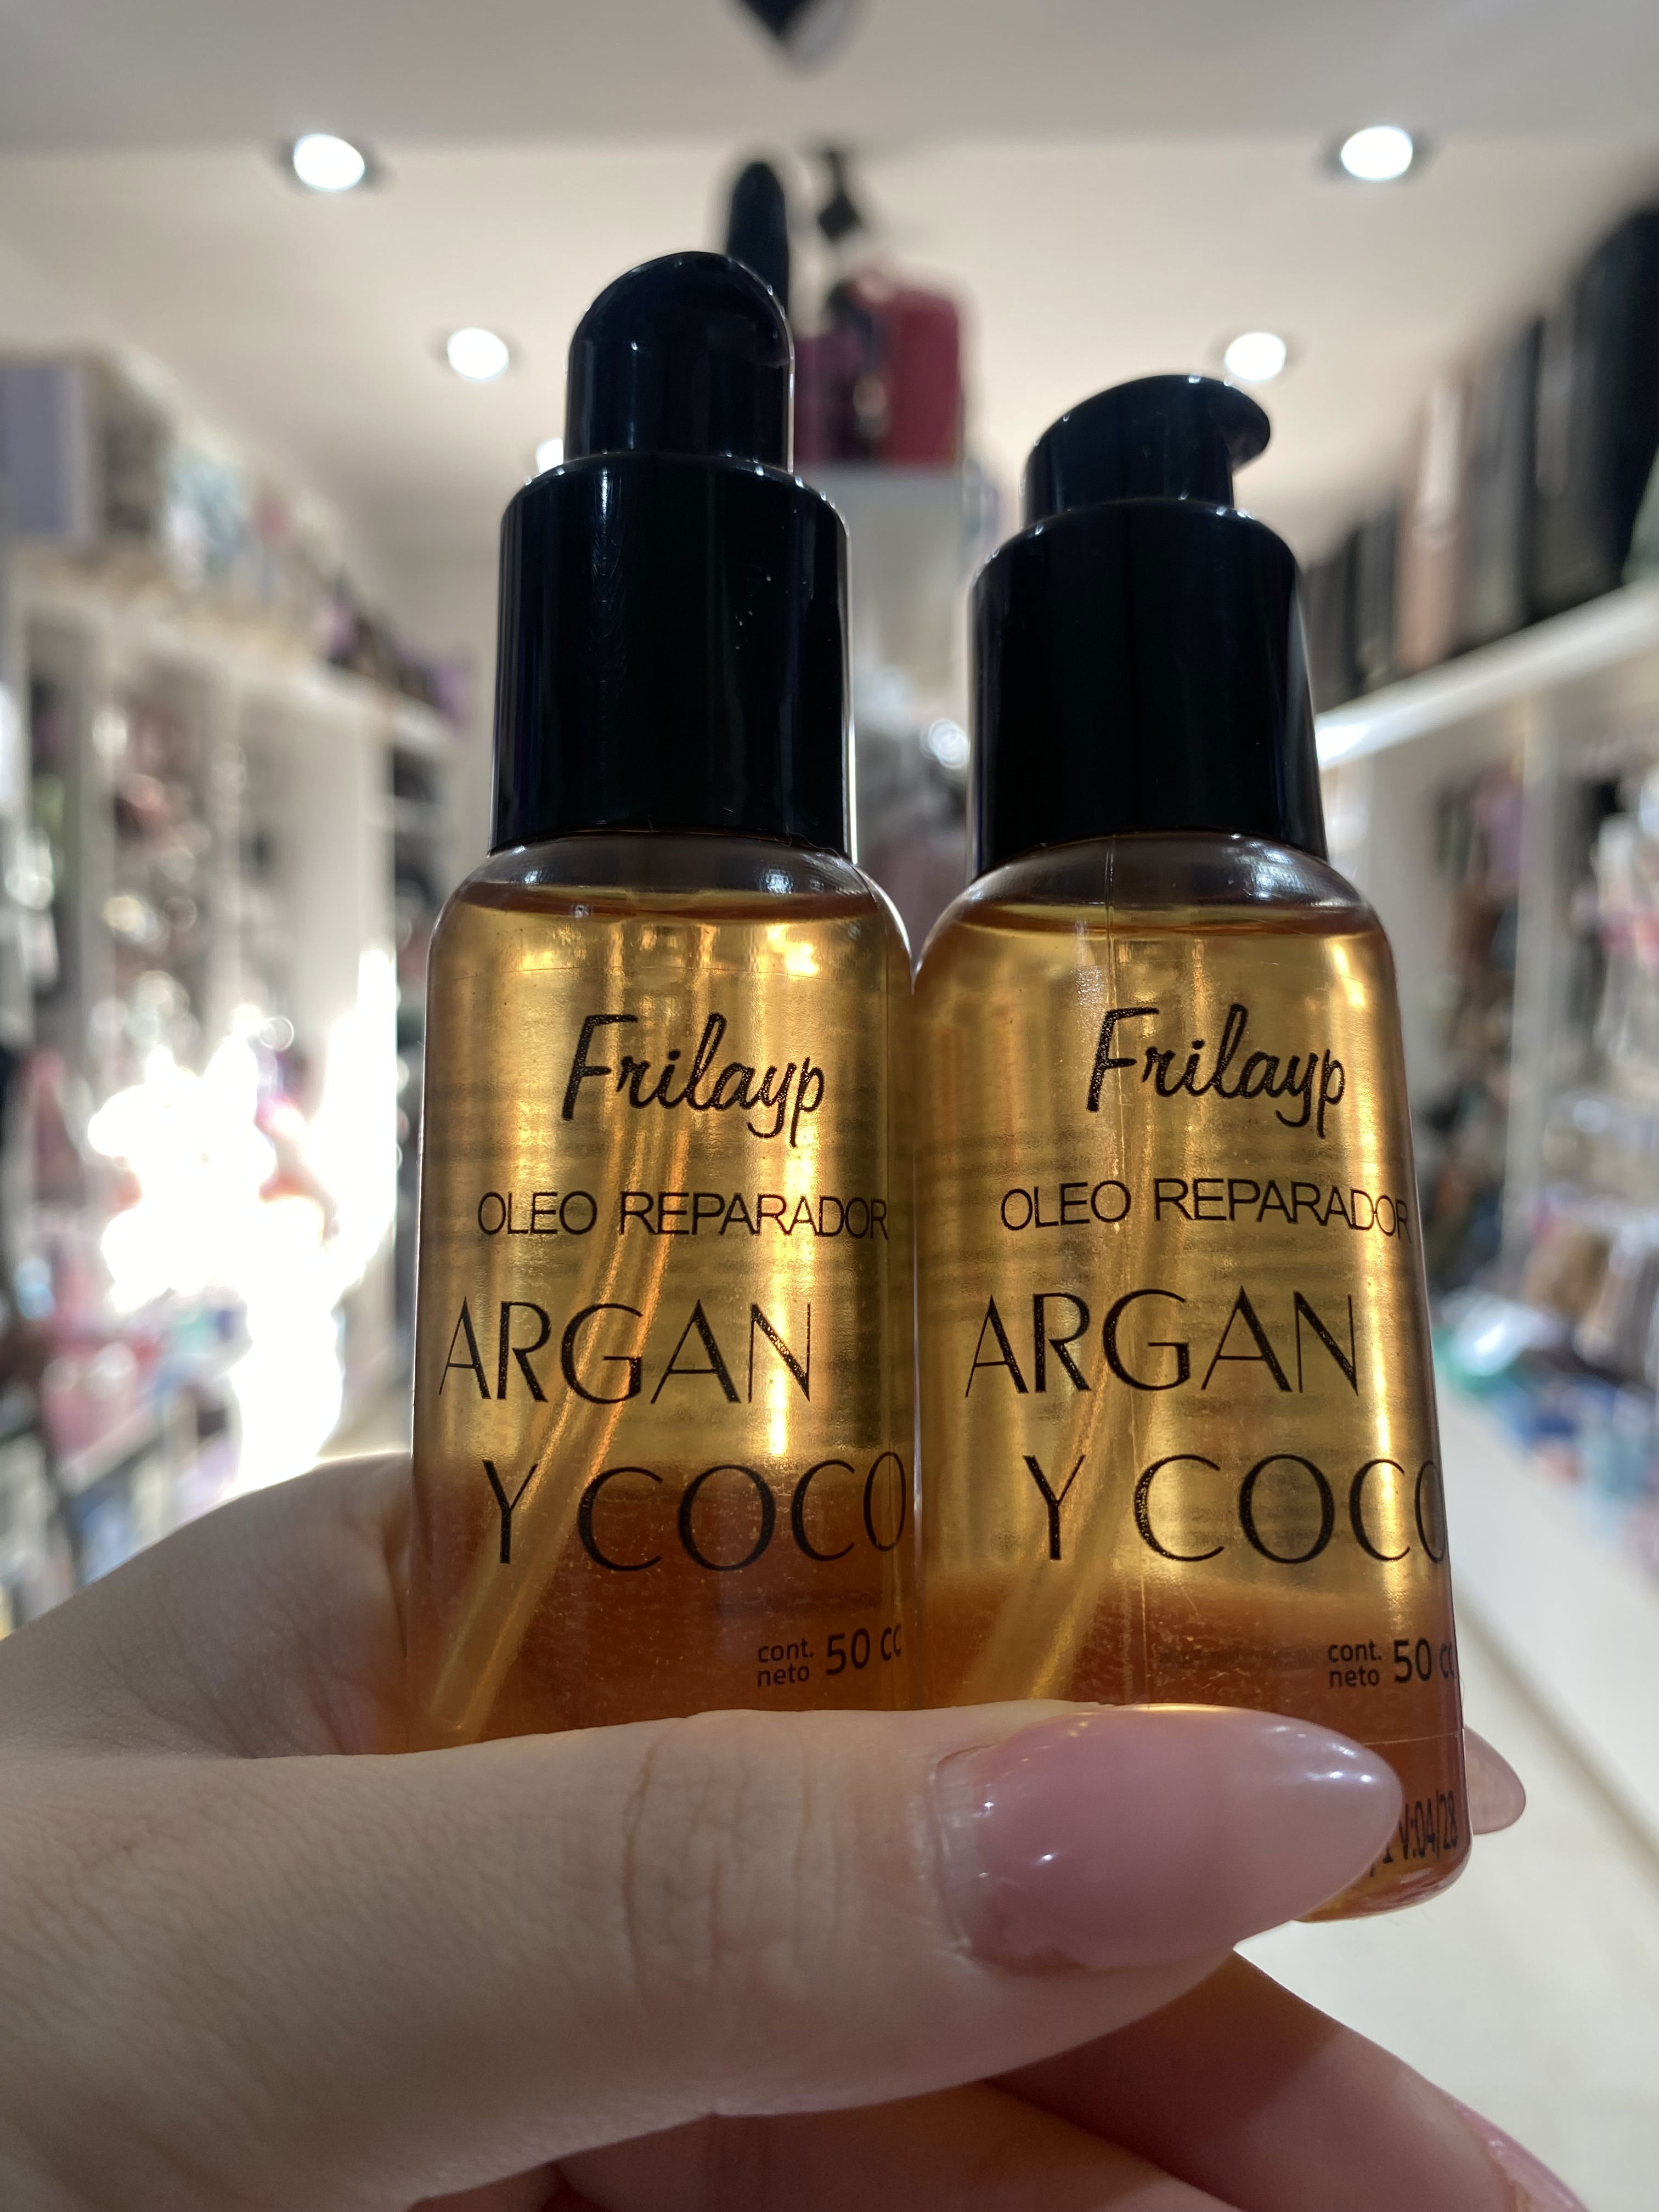 Frilayp
OLEO REPARADOR
ARGAN
Y COCO
cont.
neto 50 cc
Frilayp
OLEO REPARADOR
ARGAN
Y COCO
cont.
neto 50 cc
V:04/28